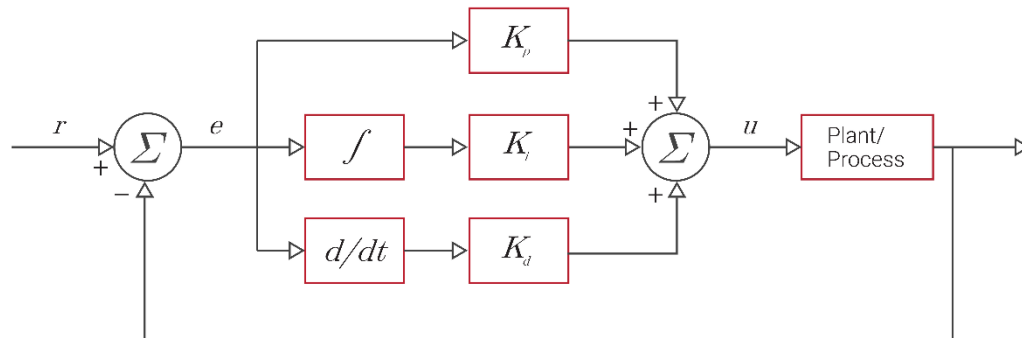 K_p
+
r
Σ
e
∫
K_i
+
Σ
u
Plant/
Process
+
−
+
d/dt
K_d